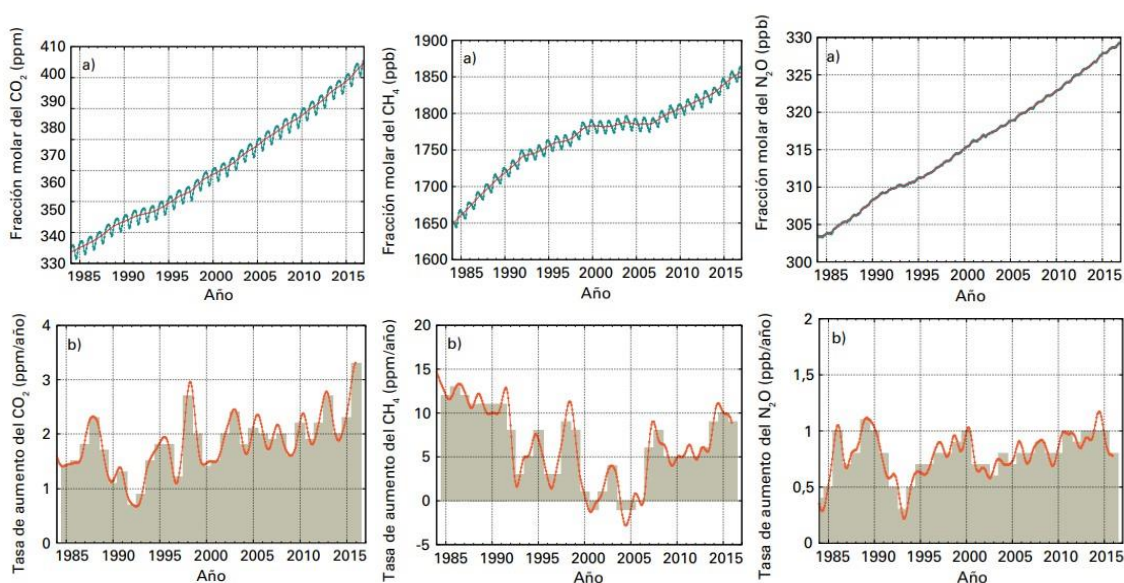 Fracción molar del CO2 (ppm)
a)
410
400
390
380
370
360
350
340
330
1985 1990 1995 2000 2005 2010 2015
Año
Fracción molar del CH4 (ppb)
a)
1900
1850
1800
1750
1700
1650
1600
1985 1990 1995 2000 2005 2010 2015
Año
Fracción molar del N2O (ppb)
a)
330
325
320
315
310
305
300
1985 1990 1995 2000 2005 2010 2015
Año
Tasa de aumento del CO2 (ppm/año)
b)
4
3
2
1
0
1985 1990 1995 2000 2005 2010 2015
Año
Tasa de aumento del CH4 (ppm/año)
b)
20
15
10
5
0
-5
1985 1990 1995 2000 2005 2010 2015
Año
Tasa de aumento del N2O (ppb/año)
b)
2
1,5
1
0,5
0
1985 1990 1995 2000 2005 2010 2015
Año